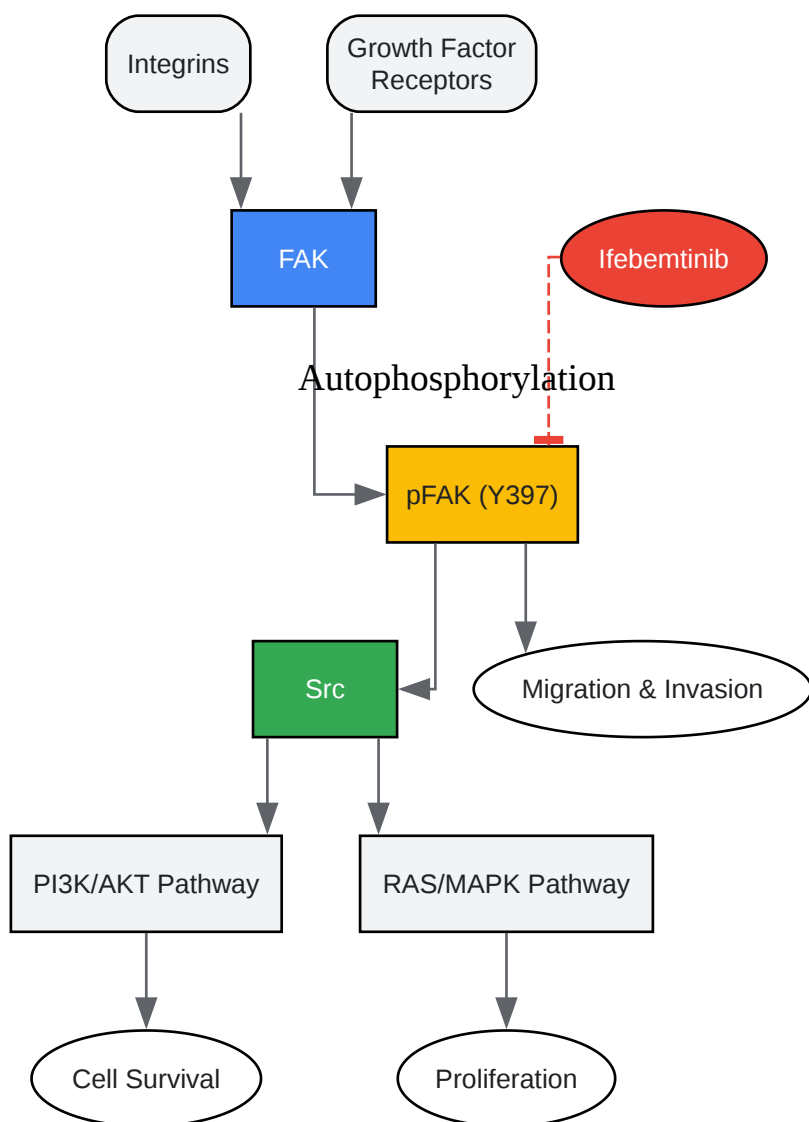 Integrins
Growth Factor
Receptors
FAK
Ifebemtinib
Autophosphorylation
pFAK (Y397)
Src
Migration & Invasion
PI3K/AKT Pathway
RAS/MAPK Pathway
Cell Survival
Proliferation